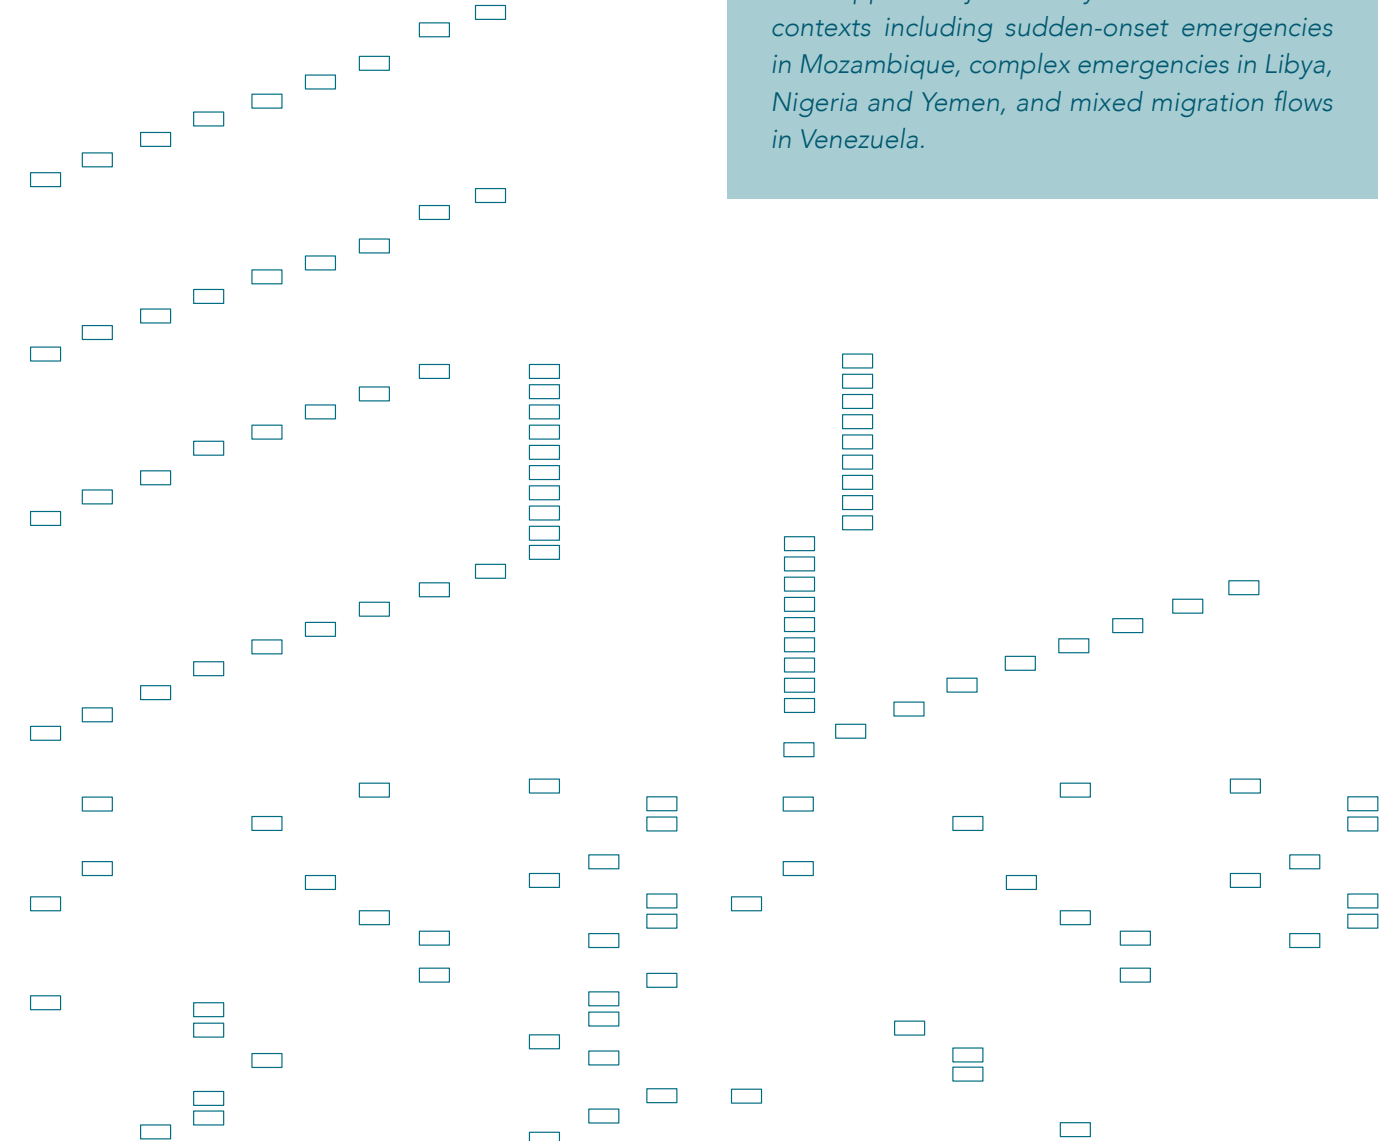 contexts including sudden-onset emergencies
in Mozambique, complex emergencies in Libya,
Nigeria and Yemen, and mixed migration flows
in Venezuela.